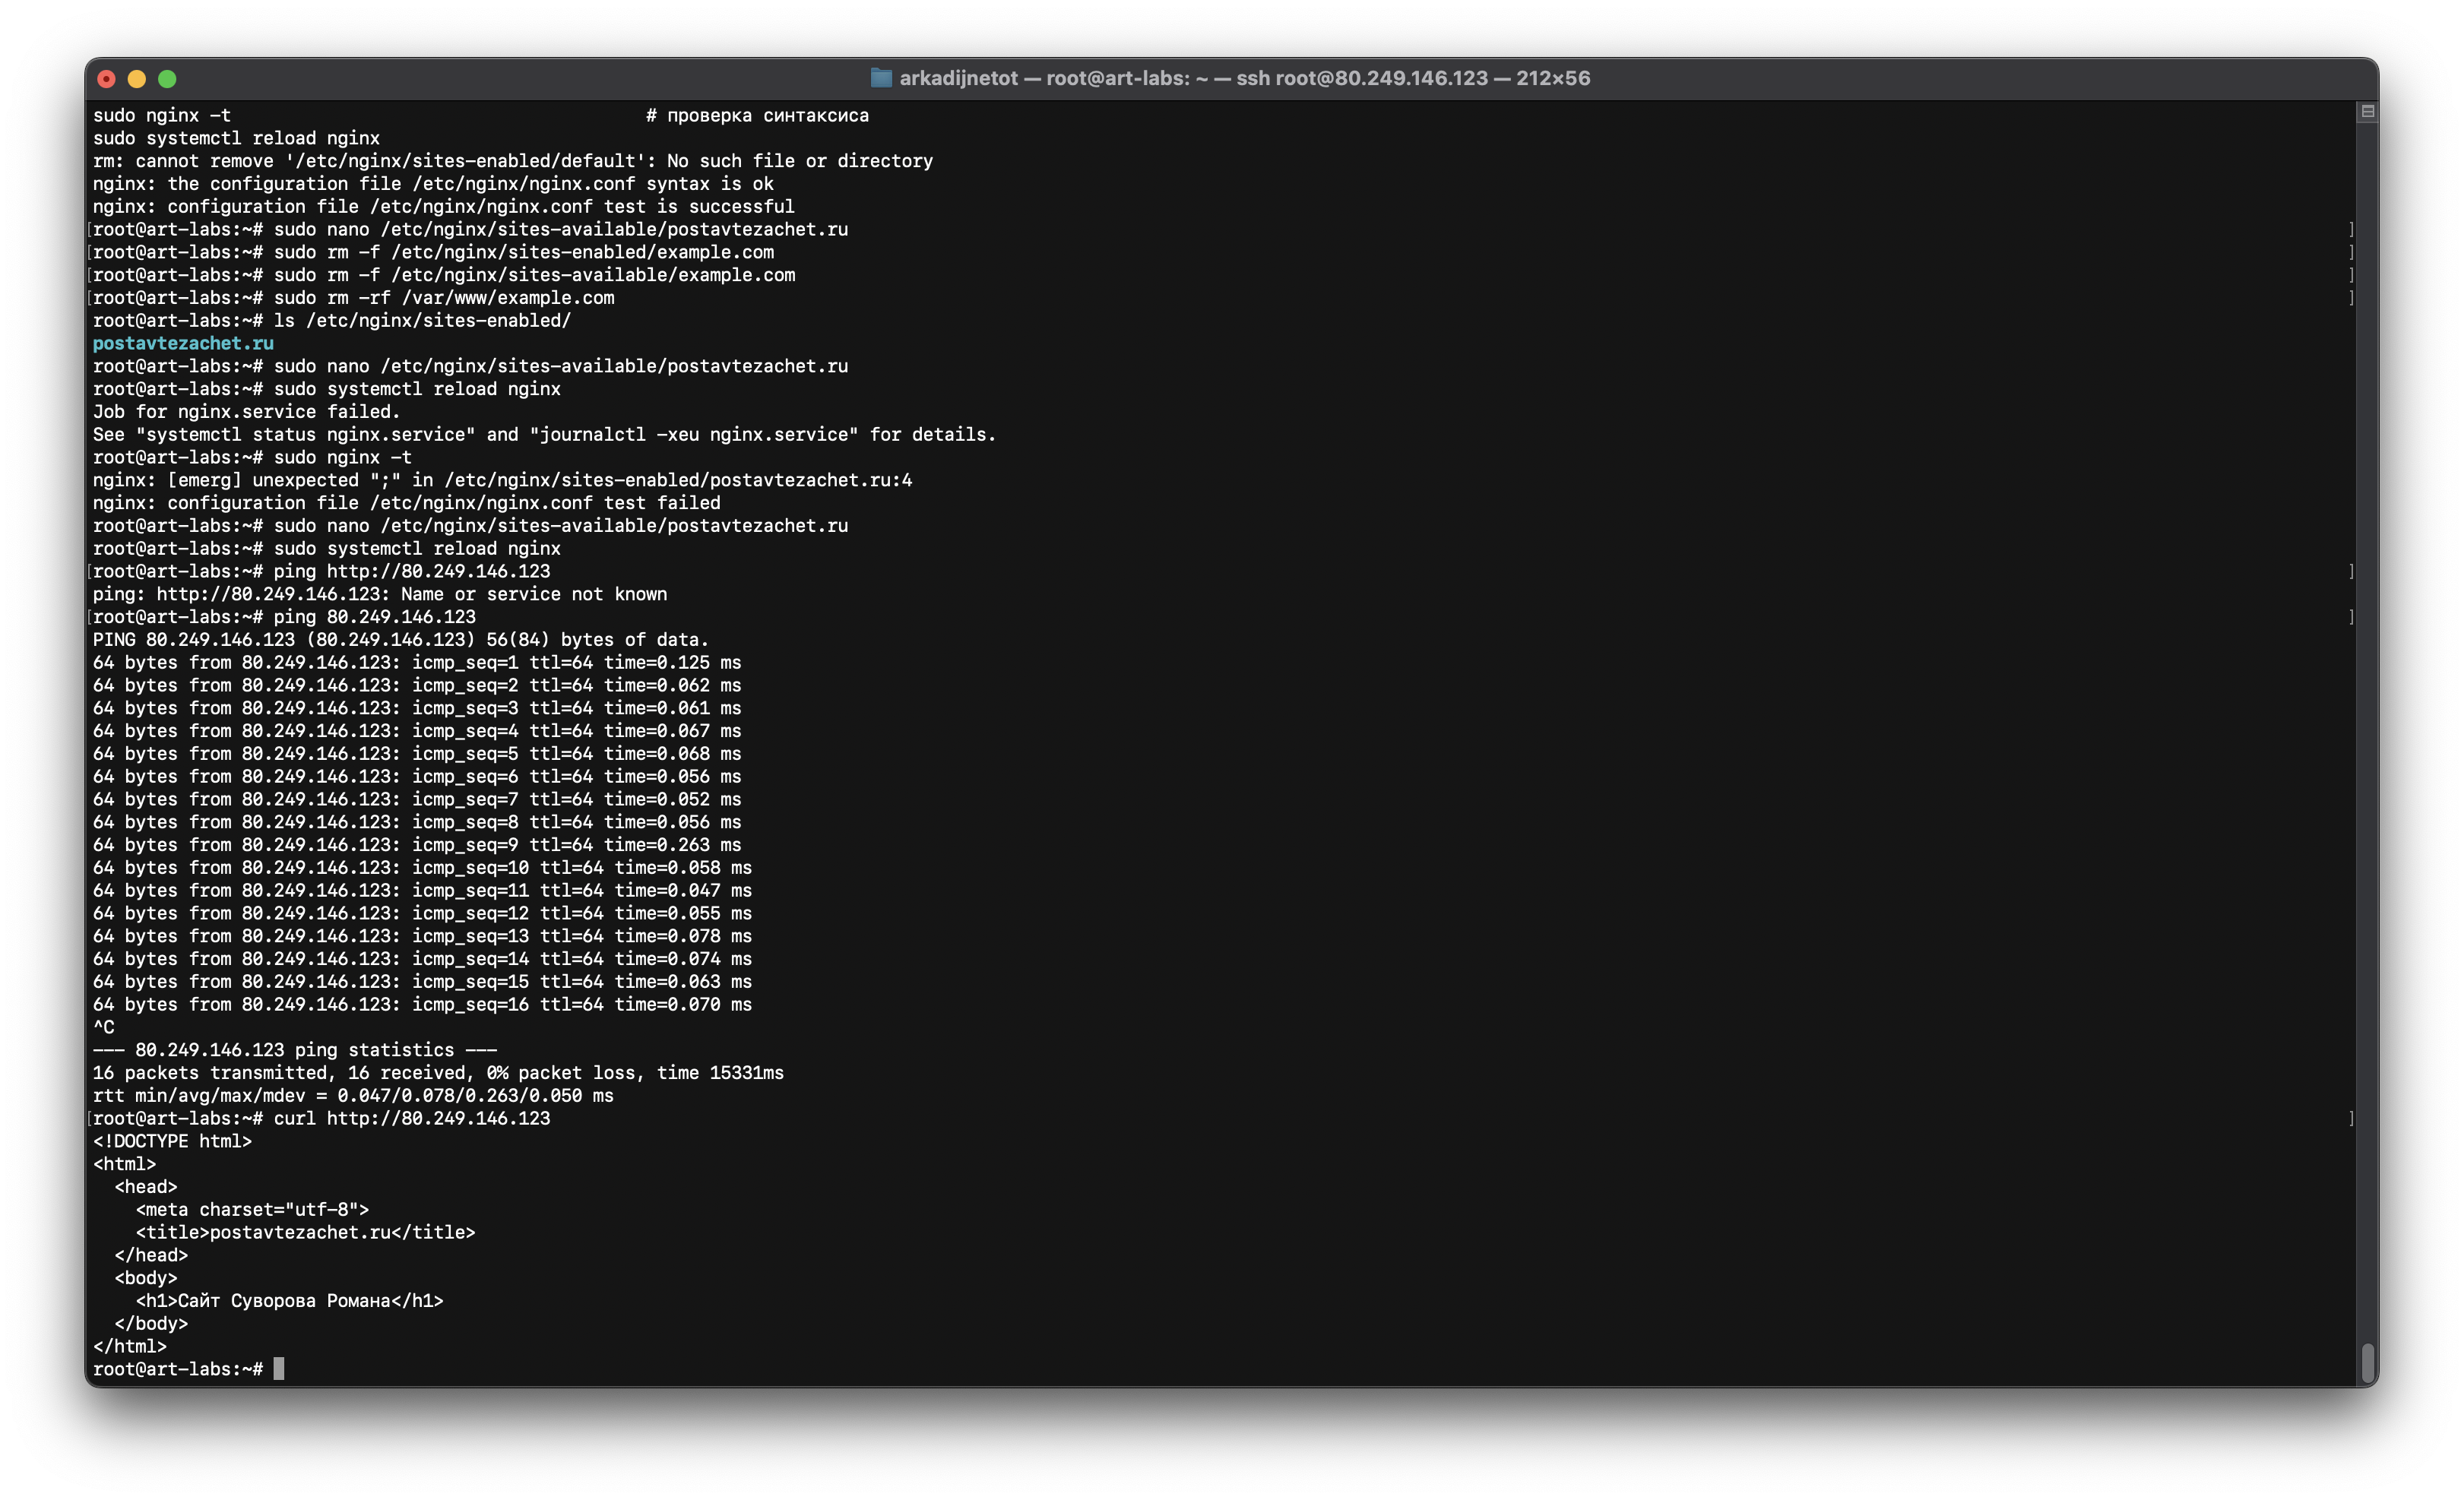 arkadijnetot — root@art-labs: ~ — ssh root@80.249.146.123 — 212×56
sudo nginx -t                                       # проверка синтаксиса
sudo systemctl reload nginx
rm: cannot remove '/etc/nginx/sites-enabled/default': No such file or directory
nginx: the configuration file /etc/nginx/nginx.conf syntax is ok
nginx: configuration file /etc/nginx/nginx.conf test is successful
[root@art-labs:~# sudo nano /etc/nginx/sites-available/postavtezachet.ru ]
[root@art-labs:~# sudo rm -f /etc/nginx/sites-enabled/example.com ]
[root@art-labs:~# sudo rm -f /etc/nginx/sites-available/example.com ]
[root@art-labs:~# sudo rm -rf /var/www/example.com ]
root@art-labs:~# ls /etc/nginx/sites-enabled/
postavtezachet.ru
root@art-labs:~# sudo nano /etc/nginx/sites-available/postavtezachet.ru
root@art-labs:~# sudo systemctl reload nginx
Job for nginx.service failed.
See "systemctl status nginx.service" and "journalctl -xeu nginx.service" for details.
root@art-labs:~# sudo nginx -t
nginx: [emerg] unexpected ";" in /etc/nginx/sites-enabled/postavtezachet.ru:4
nginx: configuration file /etc/nginx/nginx.conf test failed
root@art-labs:~# sudo nano /etc/nginx/sites-available/postavtezachet.ru
root@art-labs:~# sudo systemctl reload nginx
[root@art-labs:~# ping http://80.249.146.123 ]
ping: http://80.249.146.123: Name or service not known
[root@art-labs:~# ping 80.249.146.123 ]
PING 80.249.146.123 (80.249.146.123) 56(84) bytes of data.
64 bytes from 80.249.146.123: icmp_seq=1 ttl=64 time=0.125 ms
64 bytes from 80.249.146.123: icmp_seq=2 ttl=64 time=0.062 ms
64 bytes from 80.249.146.123: icmp_seq=3 ttl=64 time=0.061 ms
64 bytes from 80.249.146.123: icmp_seq=4 ttl=64 time=0.067 ms
64 bytes from 80.249.146.123: icmp_seq=5 ttl=64 time=0.068 ms
64 bytes from 80.249.146.123: icmp_seq=6 ttl=64 time=0.056 ms
64 bytes from 80.249.146.123: icmp_seq=7 ttl=64 time=0.052 ms
64 bytes from 80.249.146.123: icmp_seq=8 ttl=64 time=0.056 ms
64 bytes from 80.249.146.123: icmp_seq=9 ttl=64 time=0.263 ms
64 bytes from 80.249.146.123: icmp_seq=10 ttl=64 time=0.058 ms
64 bytes from 80.249.146.123: icmp_seq=11 ttl=64 time=0.047 ms
64 bytes from 80.249.146.123: icmp_seq=12 ttl=64 time=0.055 ms
64 bytes from 80.249.146.123: icmp_seq=13 ttl=64 time=0.078 ms
64 bytes from 80.249.146.123: icmp_seq=14 ttl=64 time=0.074 ms
64 bytes from 80.249.146.123: icmp_seq=15 ttl=64 time=0.063 ms
64 bytes from 80.249.146.123: icmp_seq=16 ttl=64 time=0.070 ms
^C
--- 80.249.146.123 ping statistics ---
16 packets transmitted, 16 received, 0% packet loss, time 15331ms
rtt min/avg/max/mdev = 0.047/0.078/0.263/0.050 ms
[root@art-labs:~# curl http://80.249.146.123 ]
<!DOCTYPE html>
<html>
  <head>
    <meta charset="utf-8">
    <title>postavtezachet.ru</title>
  </head>
  <body>
    <h1>Сайт Суворова Романа</h1>
  </body>
</html>
root@art-labs:~#